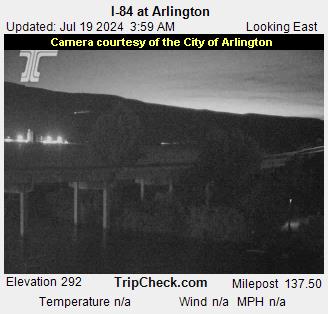 I-84 at Arlington
Updated: Jul 19 2024 3:59 AM Looking East
Camera courtesy of the City of Arlington
Elevation 292 TripCheck.com Milepost 137.50
Temperature n/a Wind n/a MPH n/a